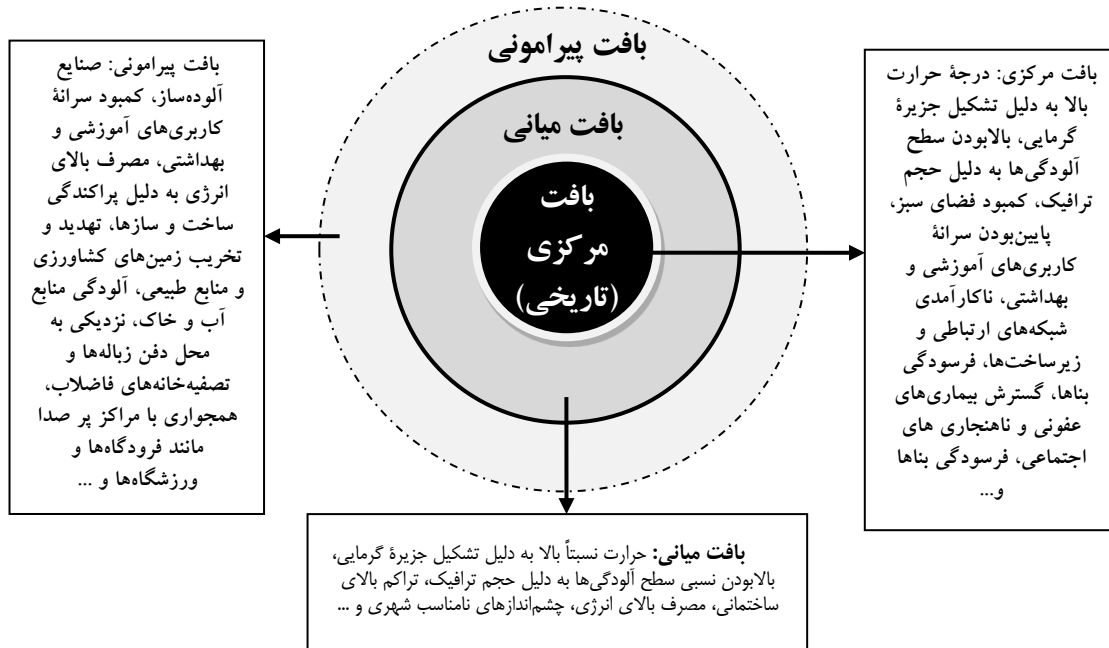 بافت پیرامونی
بافت میانی
بافت
مرکزی
(تاریخی)
بافت مرکزی: درجۀ حرارت
بالا به دلیل تشکیل جزیرۀ
گرمایی، بالابودن سطح
آلودگی‌ها به دلیل حجم
ترافیک، کمبود فضای سبز،
پایین‌بودن سرانۀ
کاربری‌های آموزشی و
بهداشتی، ناکارآمدی
شبکه‌های ارتباطی و
زیرساخت‌ها، فرسودگی
بناها، گسترش بیماری‌های
عفونی و ناهنجاری های
اجتماعی، فرسودگی بناها
و...
بافت پیرامونی: صنایع
آلوده‌ساز، کمبود سرانۀ
کاربری‌های آموزشی و
بهداشتی، مصرف بالای
انرژی به دلیل پراکندگی
ساخت و سازها، تهدید و
تخریب زمین‌های کشاورزی
و منابع طبیعی، آلودگی منابع
آب و خاک، نزدیکی به
محل دفن زباله‌ها و
تصفیه‌خانه‌های فاضلاب،
همجواری با مراکز پر صدا
مانند فرودگاه‌ها و
ورزشگاه‌ها و ...
بافت میانی: حرارت نسبتاً بالا به دلیل تشکیل جزیرۀ گرمایی،
بالابودن نسبی سطح آلودگی‌ها به دلیل حجم ترافیک، تراکم بالای
ساختمانی، مصرف بالای انرژی، چشم‌اندازهای نامناسب شهری و ...